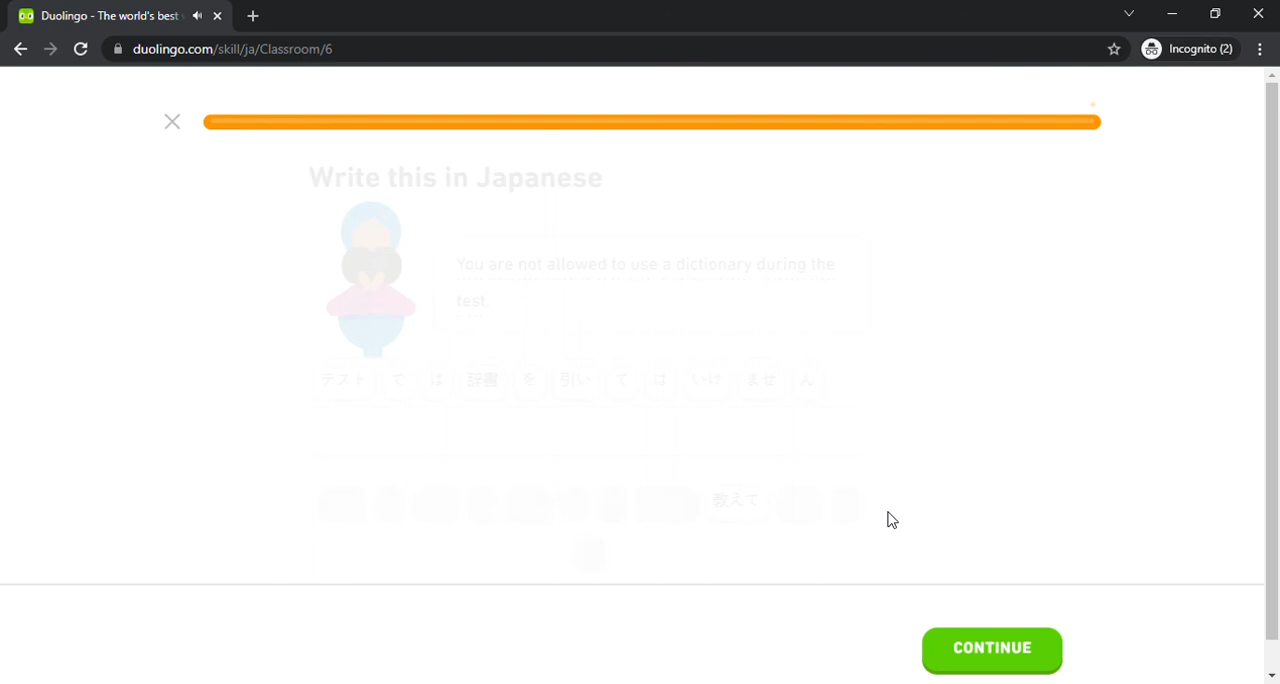 Duolingo - The world's best
duolingo.com/skill/ja/Classroom/6
Incognito (2)
Write this in Japanese
You are not allowed to use a dictionary during the
test.
テスト で は 辞書 を 引い て は いけ ませ ん
教えて
CONTINUE